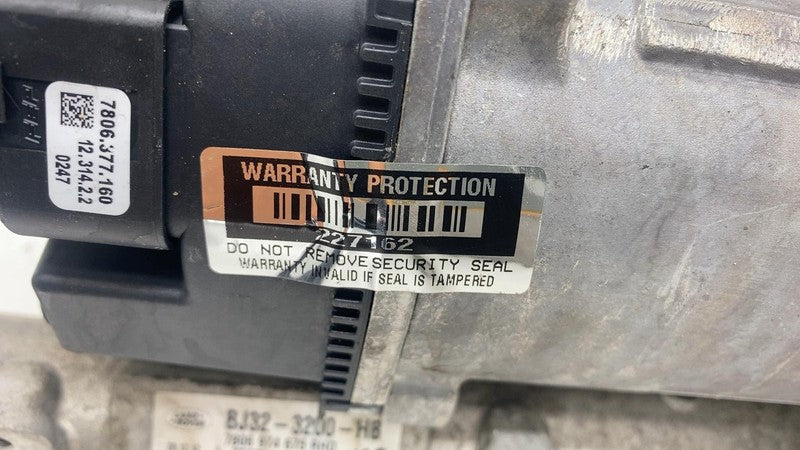 7806.377.160
12.314.2.2
0247
WARRANTY PROTECTION
227162
DO NOT REMOVE SECURITY SEAL
WARRANTY INVALID IF SEAL IS TAMPERED
BJ32-3200-HB